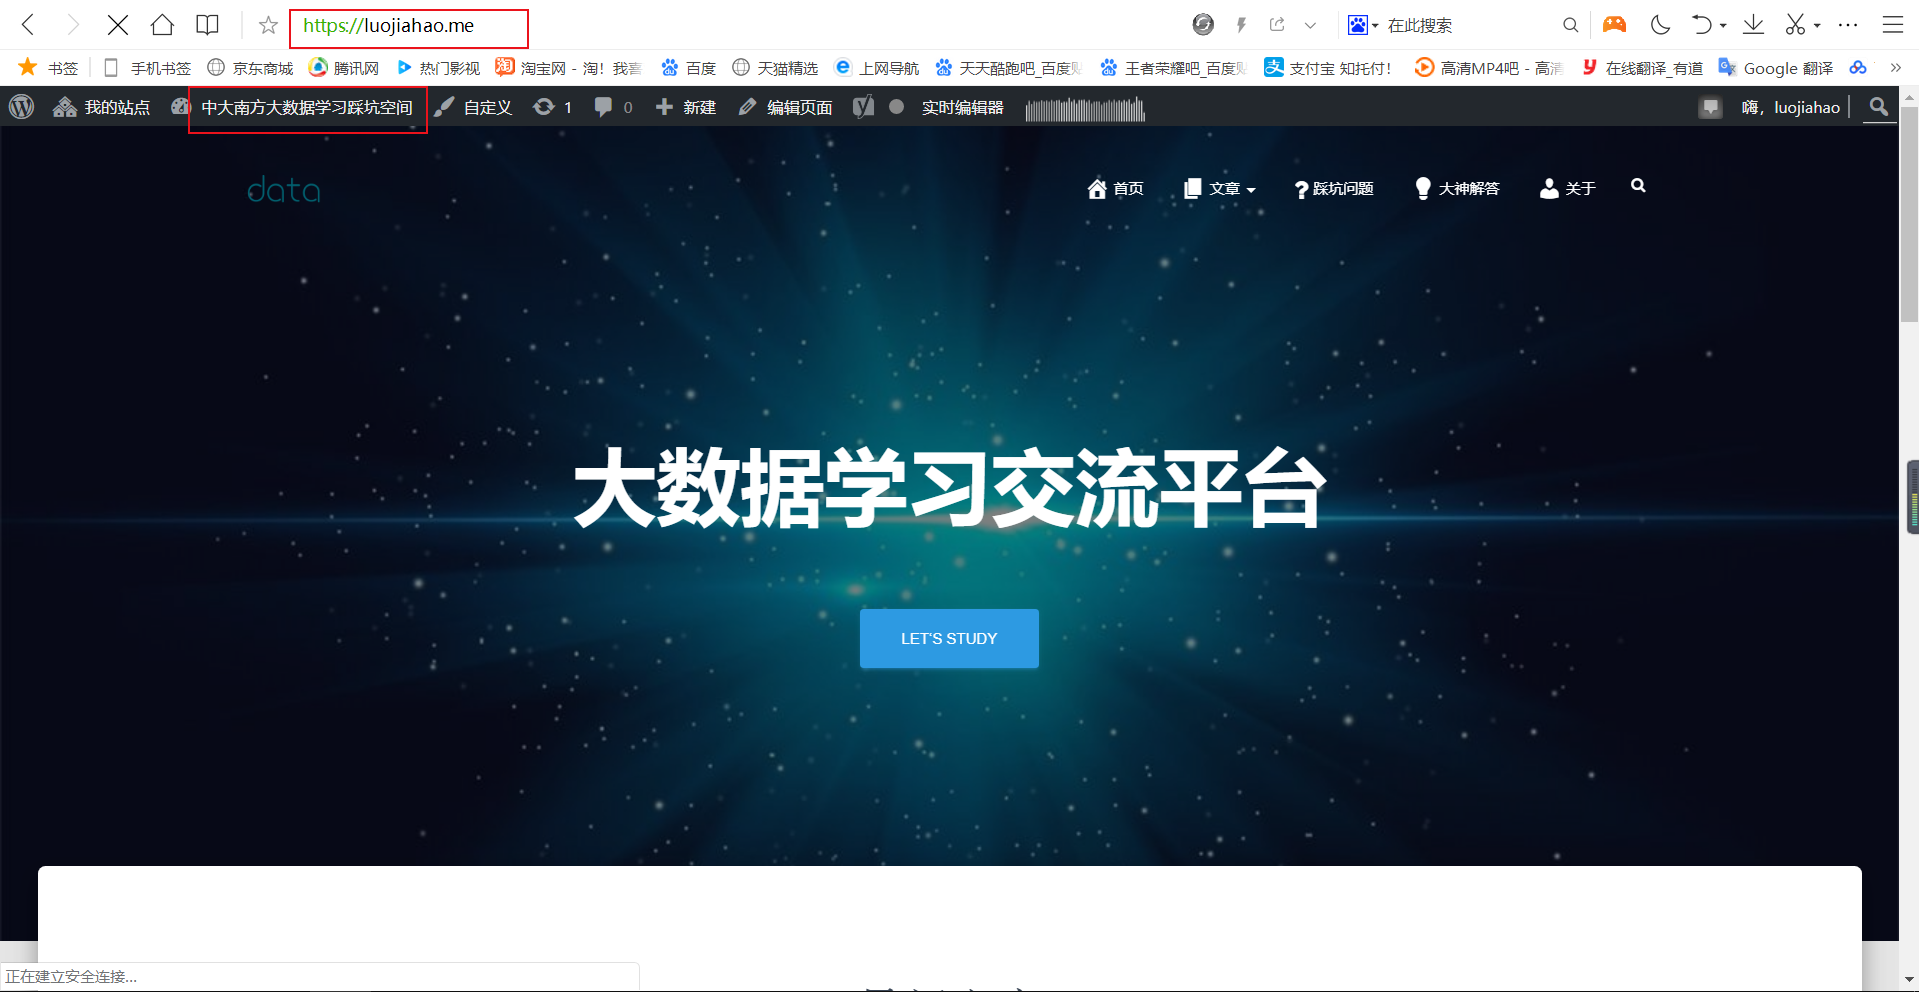 https://luojiahao.me
在此搜索
书签 手机书签 京东商城 腾讯网 热门影视 淘宝网 - 淘！我喜 百度 天猫精选 上网导航 天天酷跑吧_百度贴 王者荣耀吧_百度贴 支付宝 知托付！ 高清MP4吧 - 高清 在线翻译_有道 Google 翻译
我的站点 中大南方大数据学习踩坑空间 自定义 1 0 新建 编辑页面 实时编辑器 嗨，luojiahao
data 首页 文章 踩坑问题 大神解答 关于
大数据学习交流平台
LET'S STUDY
正在建立安全连接...